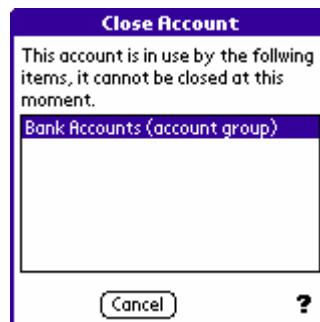 Close Account
This account is in use by the follwing
items, it cannot be closed at this
moment.
Bank Accounts (account group)
Cancel
?